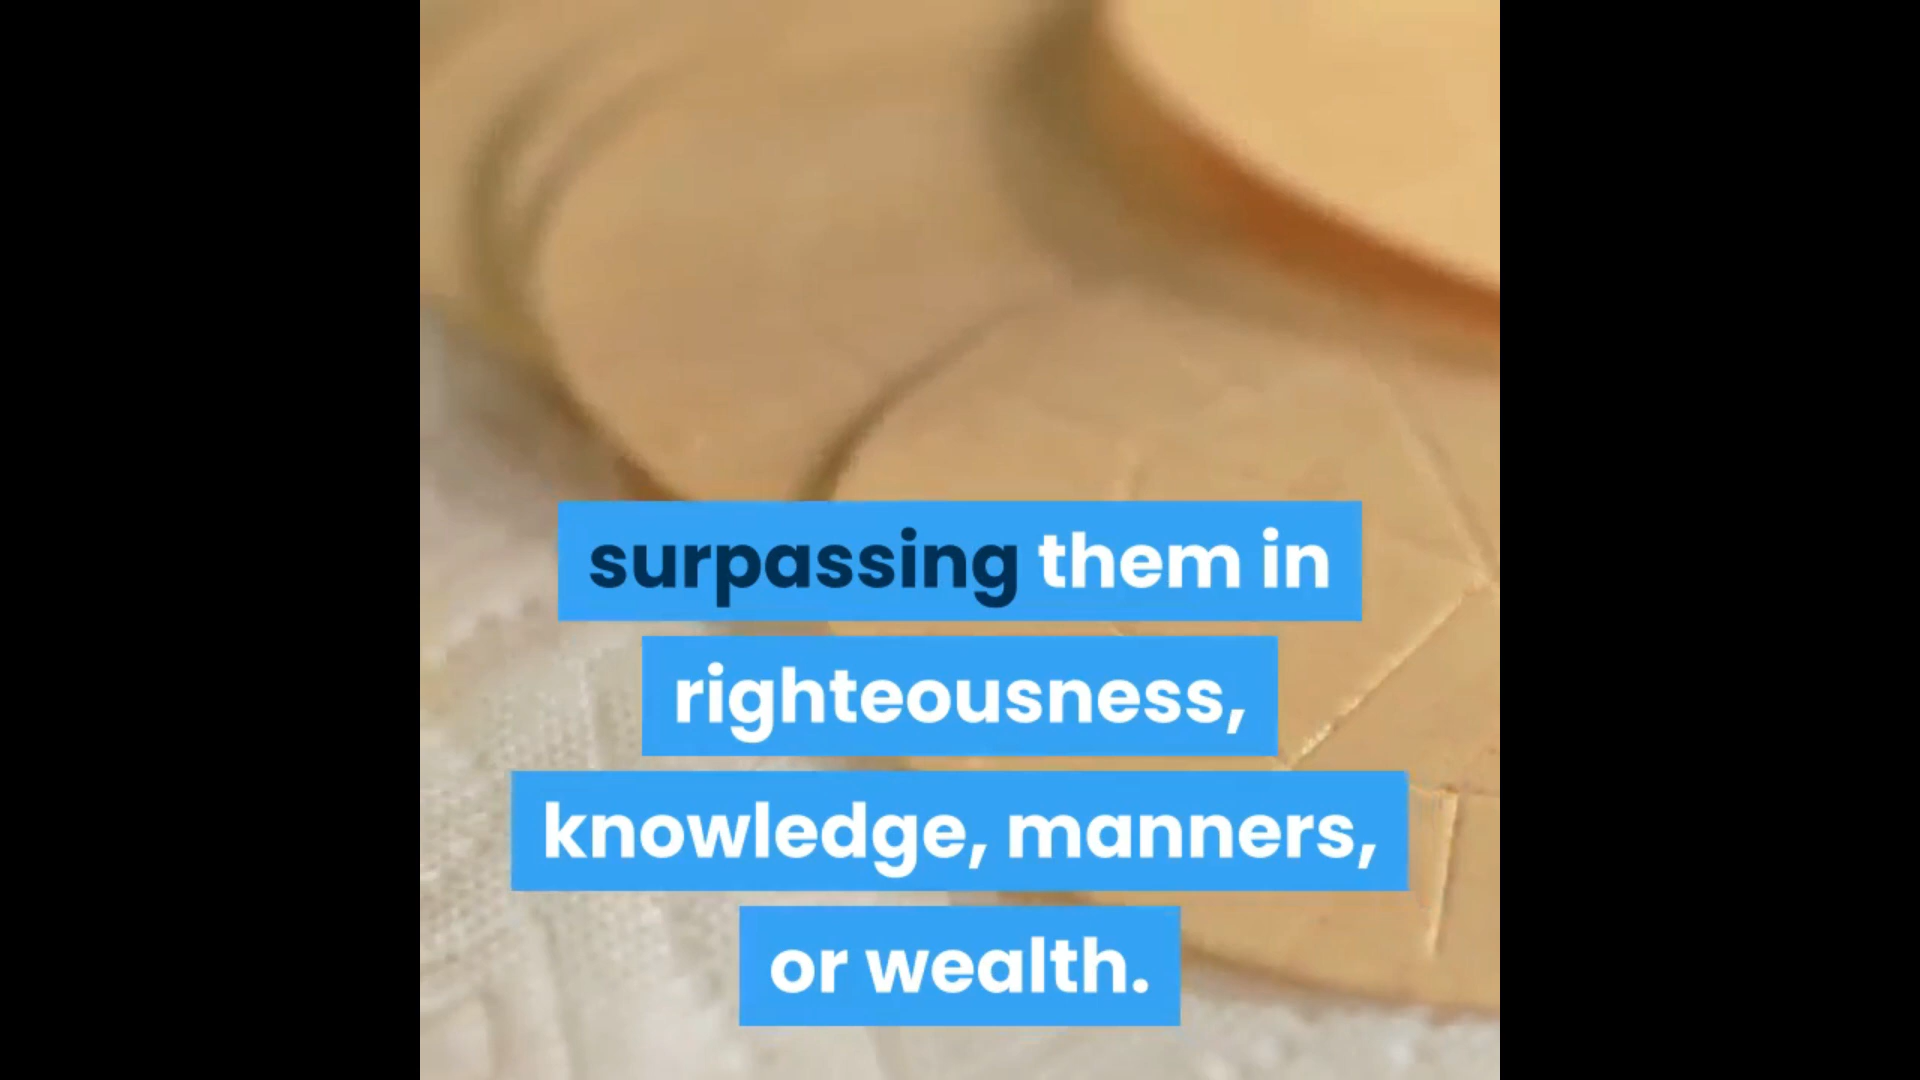 surpassing them in
righteousness,
knowledge, manners,
or wealth.